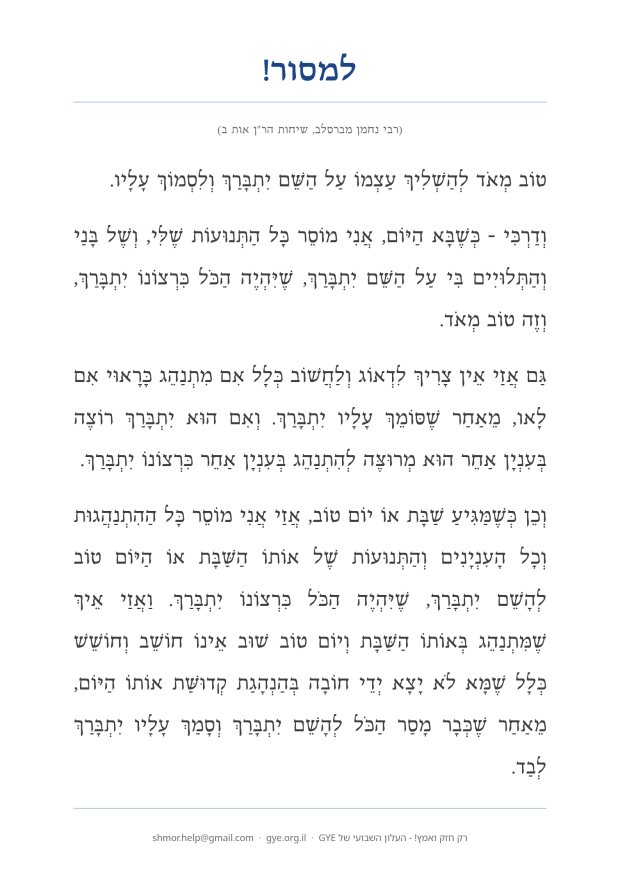 למסור!
(רבי נחמן מברסלב, שיחות הר״ן אות ב)
טוֹב מְאֹד לְהַשְׁלִיךְ עַצְמוֹ עַל הַשֵּׁם יִתְבָּרַךְ וְלִסְמוֹךְ עָלָיו.
וְדַרְכִּי - כְּשֶׁבָּא הַיּוֹם, אֲנִי מוֹסֵר כָּל הַתְּנוּעוֹת שֶׁלִּי, וְשֶׁל בָּנַי
וְהַתְּלוּיִים בִּי עַל הַשֵּׁם יִתְבָּרַךְ, שֶׁיִּהְיֶה הַכֹּל כִּרְצוֹנוֹ יִתְבָּרַךְ,
וְזֶה טוֹב מְאֹד.
גַּם אֲזַי אֵין צָרִיךְ לִדְאוֹג וְלַחֲשׁוֹב כְּלָל אִם מִתְנַהֵג כָּרָאוּי אִם
לָאו, מֵאַחַר שֶׁסּוֹמֵךְ עָלָיו יִתְבָּרַךְ. וְאִם הוּא יִתְבָּרַךְ רוֹצֶה
בְּעִנְיָן אַחֵר הוּא מְרוּצֶּה לְהִתְנַהֵג בְּעִנְיָן אַחֵר כִּרְצוֹנוֹ יִתְבָּרַךְ.
וְכֵן כְּשֶׁמַּגִּיעַ שַׁבָּת אוֹ יוֹם טוֹב, אֲזַי אֲנִי מוֹסֵר כָּל הַהִתְנַהֲגוּת
וְכָל הָעִנְיָנִים וְהַתְּנוּעוֹת שֶׁל אוֹתוֹ הַשַּׁבָּת אוֹ הַיּוֹם טוֹב
לְהָשֵׁם יִתְבָּרַךְ, שֶׁיִּהְיֶה הַכֹּל כִּרְצוֹנוֹ יִתְבָּרַךְ. וַאֲזַי אֵיךְ
שֶׁמִּתְנַהֵג בְּאוֹתוֹ הַשַּׁבָּת וְיוֹם טוֹב שׁוּב אֵינוֹ חוֹשֵׁב וְחוֹשֵׁשׁ
כְּלָל שֶׁמָּא לֹא יָצָא יְדֵי חוֹבָה בְּהַנְהָגַת קְדוּשַּׁת אוֹתוֹ הַיּוֹם,
מֵאַחַר שֶׁכְּבָר מָסַר הַכֹּל לְהָשֵׁם יִתְבָּרַךְ וְסָמַךְ עָלָיו יִתְבָּרַךְ
לְבַד.
רק חזק ואמץ! - העלון השבועי של GYE · gye.org.il · shmor.help@gmail.com